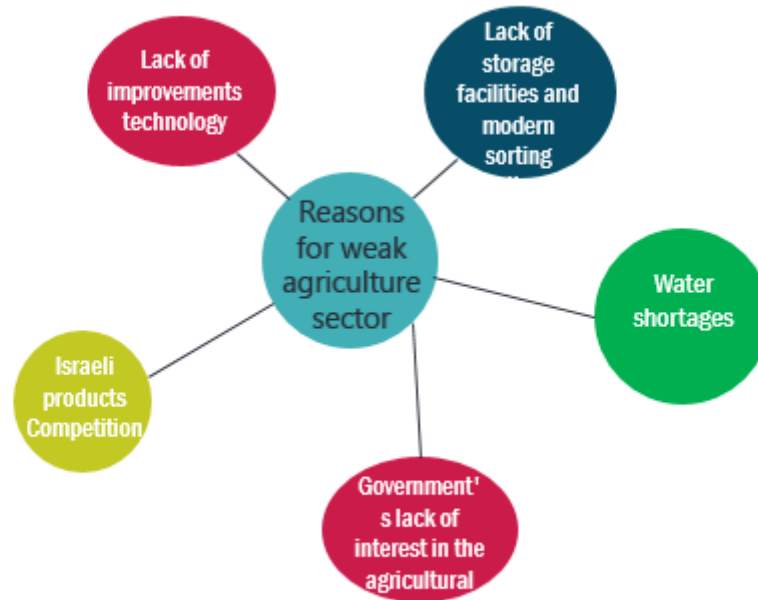 Lack of
improvements
technology
Lack of
storage
facilities and
modern
sorting
Reasons
for weak
agriculture
sector
Water
shortages
Israeli
products
Competition
Government'
s lack of
interest in the
agricultural